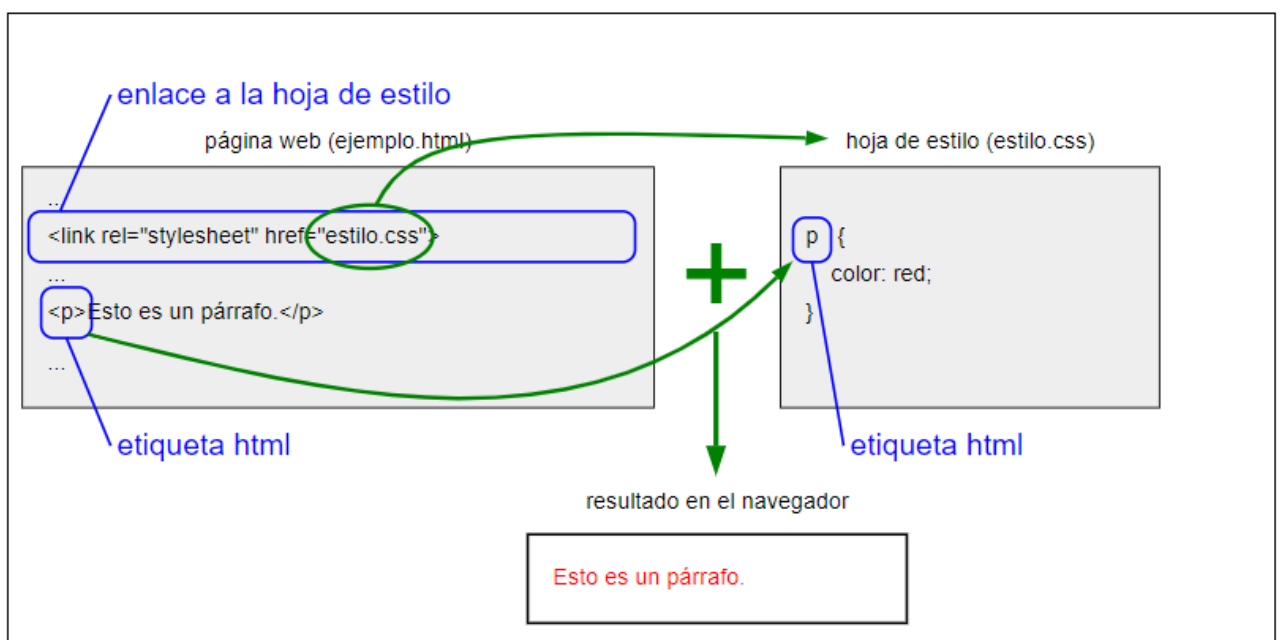 enlace a la hoja de estilo
página web (ejemplo.html)
hoja de estilo (estilo.css)
...
<link rel="stylesheet" href="estilo.css">
...
<p>Esto es un párrafo.</p>
...
etiqueta html
+
p {
color: red;
}
etiqueta html
resultado en el navegador
Esto es un párrafo.